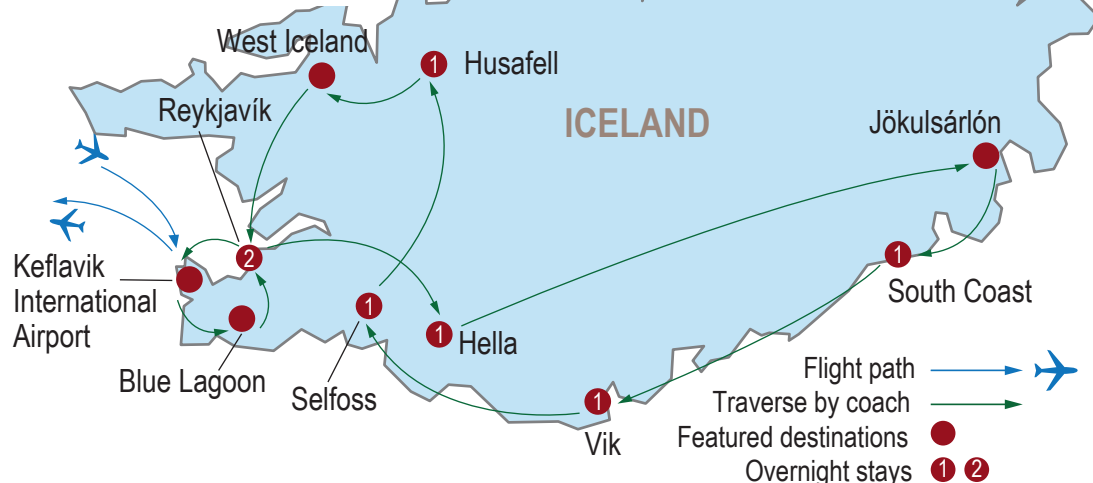 West Iceland
1
Husafell
Reykjavík
ICELAND
Jökulsárlón
2
Keflavik
International
Airport
1
South Coast
1
1
Hella
Blue Lagoon
Selfoss
1
Vik
Flight path
Traverse by coach
Featured destinations
Overnight stays 1 2